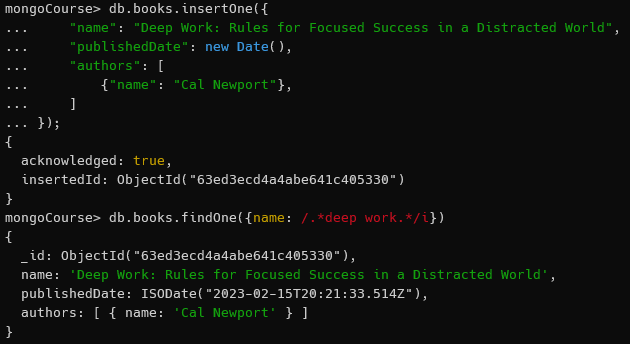 mongoCourse> db.books.insertOne({
...     "name": "Deep Work: Rules for Focused Success in a Distracted World",
...     "publishedDate": new Date(),
...     "authors": [
...         {"name": "Cal Newport"},
...     ]
... });
{
  acknowledged: true,
  insertedId: ObjectId("63ed3ecd4a4abe641c405330")
}
mongoCourse> db.books.findOne({name: /.*deep work.*/i})
{
  _id: ObjectId("63ed3ecd4a4abe641c405330"),
  name: 'Deep Work: Rules for Focused Success in a Distracted World',
  publishedDate: ISODate("2023-02-15T20:21:33.514Z"),
  authors: [ { name: 'Cal Newport' } ]
}